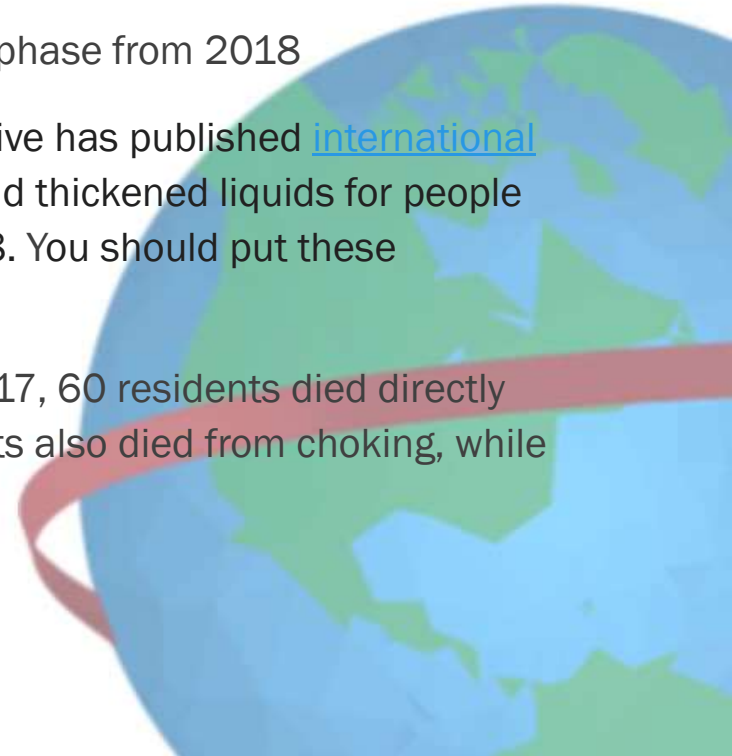 phase from 2018
ive has published international
d thickened liquids for people
8. You should put these
17, 60 residents died directly
ts also died from choking, while